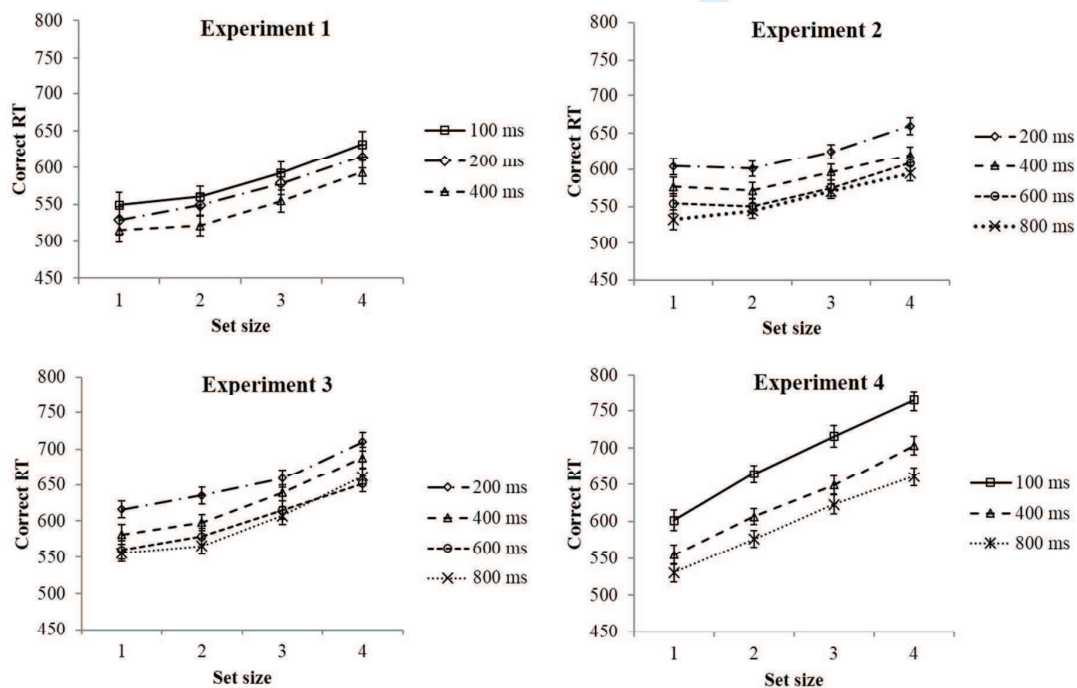 Experiment 1
800
750
700
650
600
550
500
450
Correct RT
1 2 3 4
Set size
100 ms
200 ms
400 ms
Experiment 2
800
750
700
650
600
550
500
450
Correct RT
1 2 3 4
Set size
200 ms
400 ms
600 ms
800 ms
Experiment 3
800
750
700
650
600
550
500
450
Correct RT
1 2 3 4
Set size
200 ms
400 ms
600 ms
800 ms
Experiment 4
800
750
700
650
600
550
500
450
Correct RT
1 2 3 4
Set size
100 ms
400 ms
800 ms